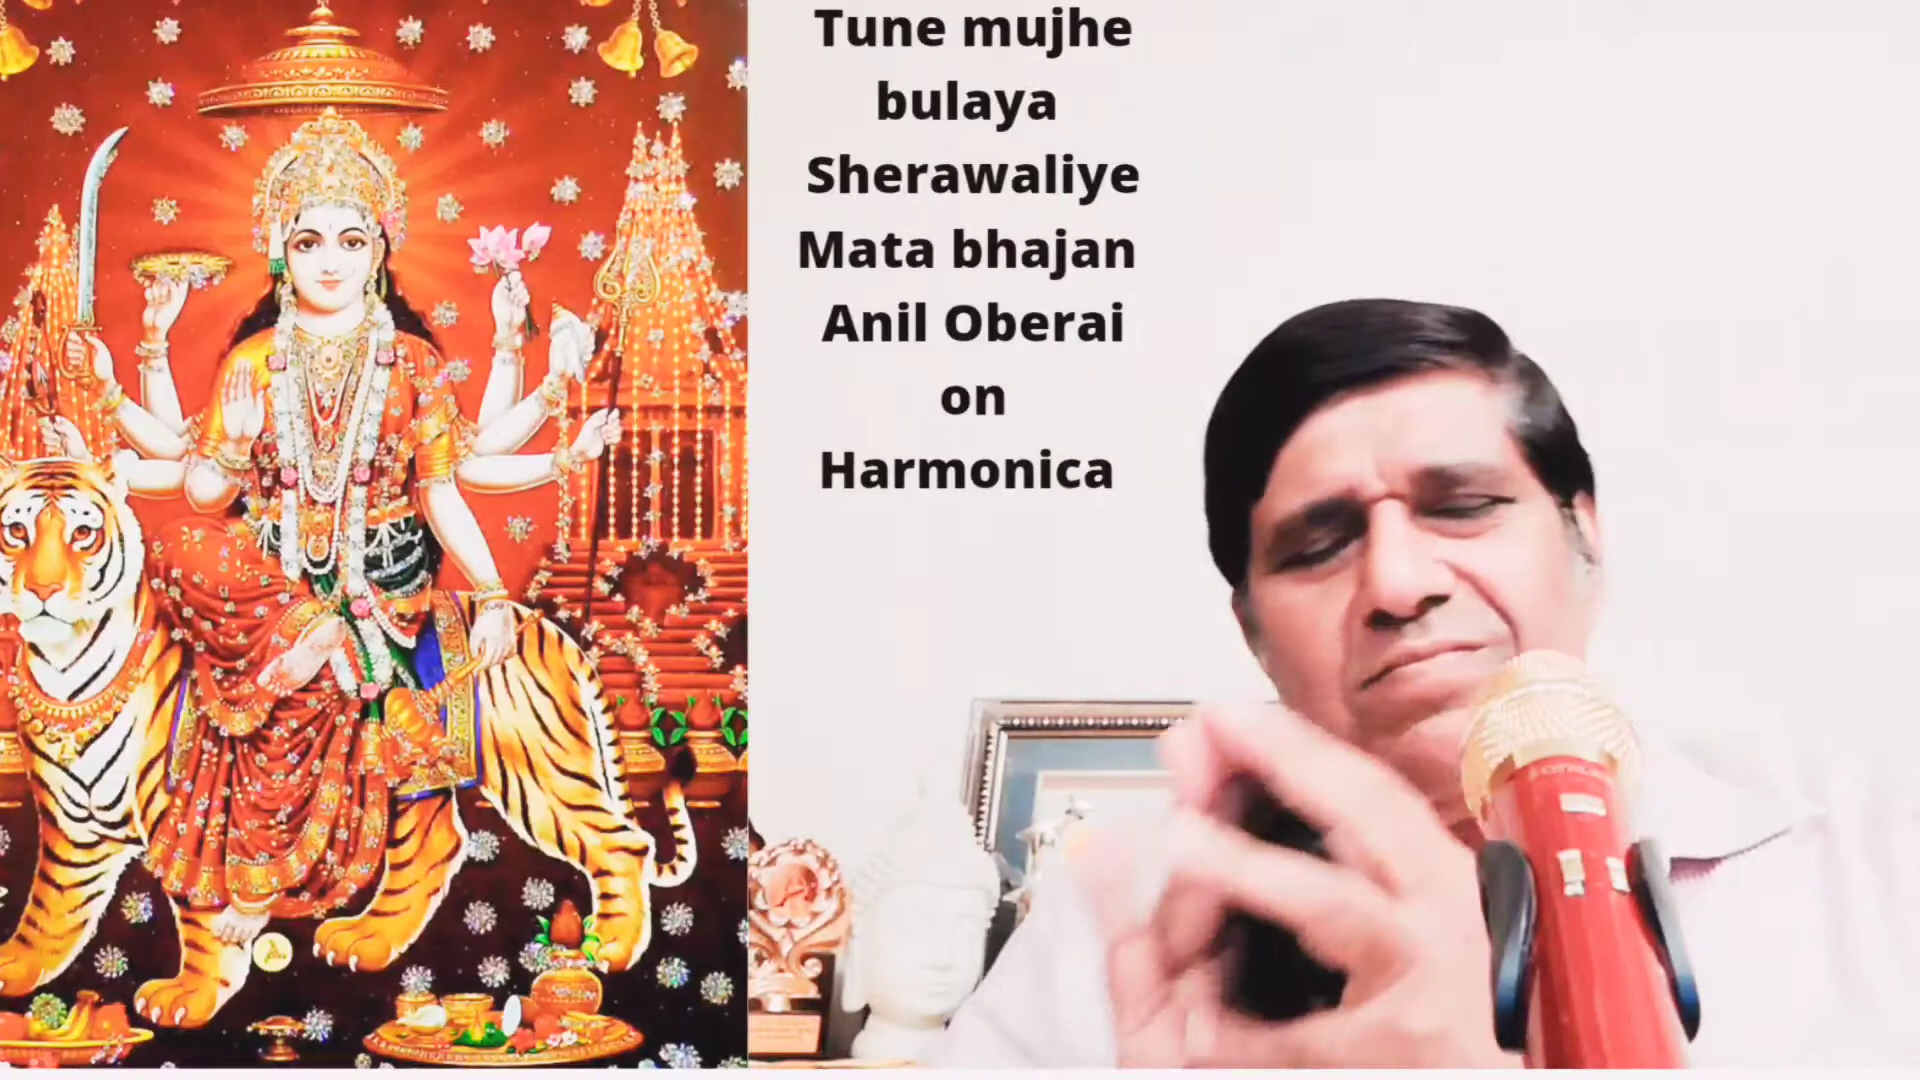 Tune mujhe
bulaya
Sherawaliye
Mata bhajan
Anil Oberai
on
Harmonica